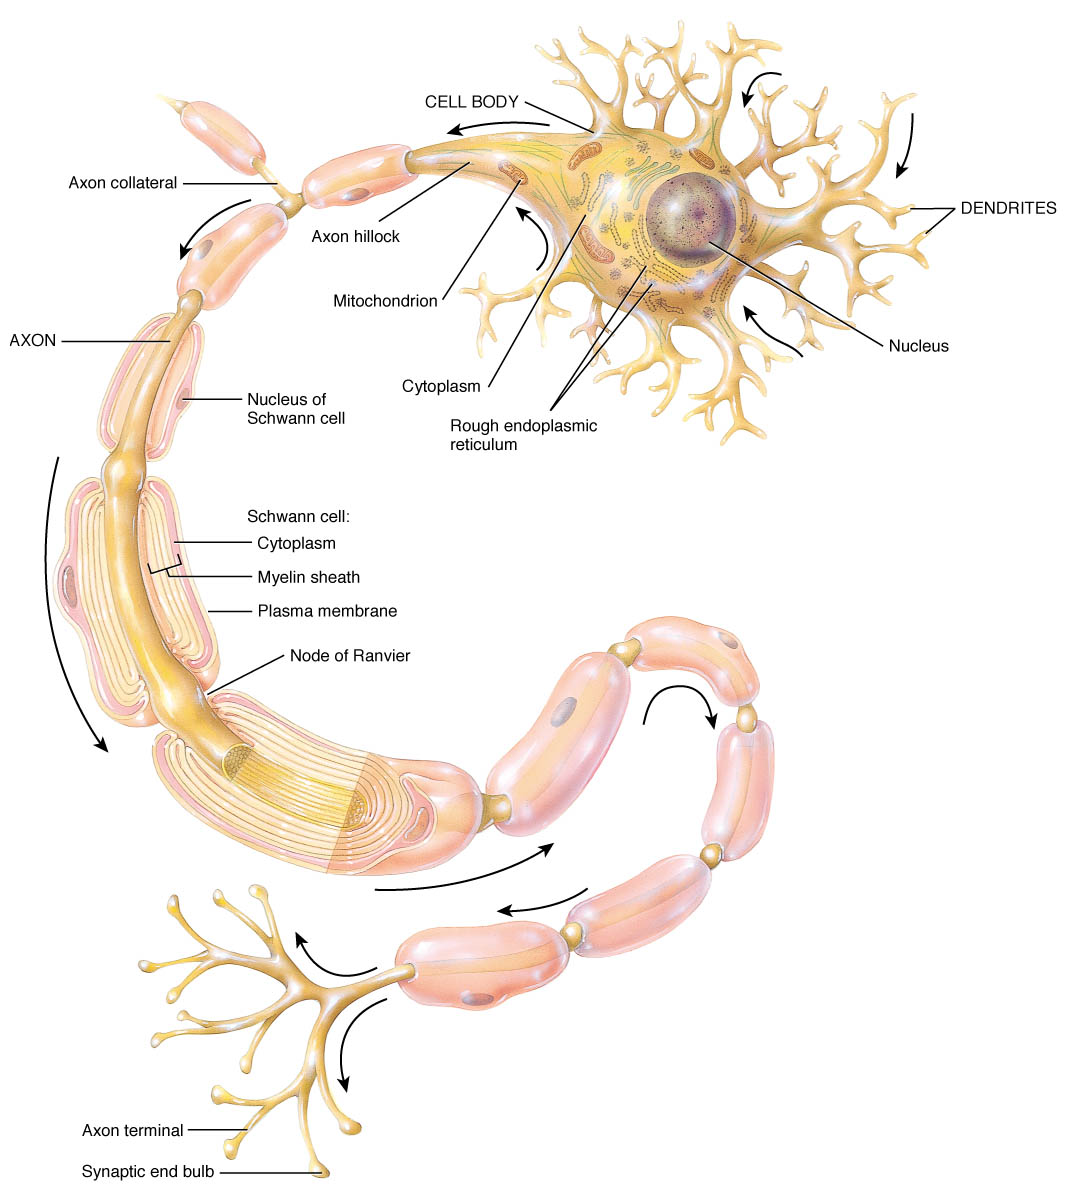 CELL BODY
Axon collateral
DENDRITES
Axon hillock
Mitochondrion
AXON
Nucleus
Cytoplasm
Nucleus of
Schwann cell
Rough endoplasmic
reticulum
Schwann cell:
Cytoplasm
Myelin sheath
Plasma membrane
Node of Ranvier
Axon terminal
Synaptic end bulb